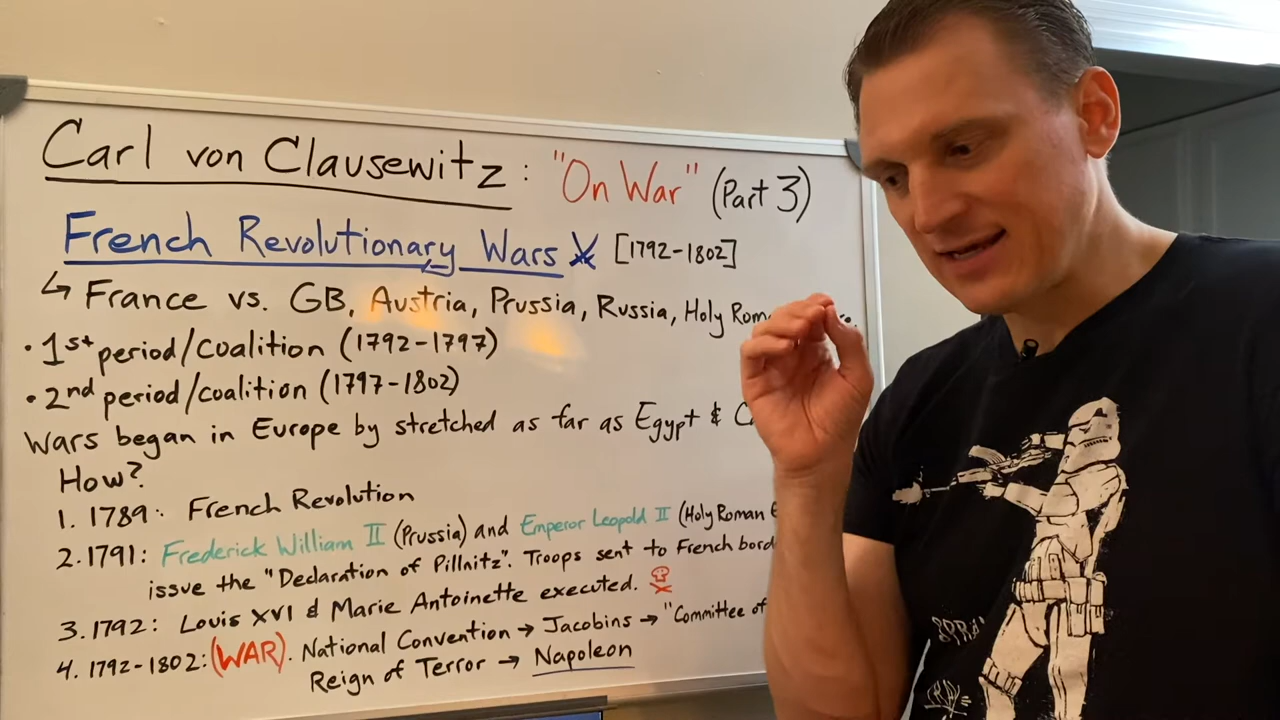 Carl von Clausewitz: "On War" (Part 3)
French Revolutionary Wars [1792-1802]
↳ France vs. GB, Austria, Prussia, Russia, Holy Rom
• 1st period/coalition (1792-1797)
• 2nd period/coalition (1797-1802)
Wars began in Europe by stretched as far as Egypt & C
How?
1. 1789: French Revolution
2. 1791: Frederick William II (Prussia) and Emperor Leopold II (Holy Roman E
issue the "Declaration of Pillnitz". Troops sent to French bord
3. 1792: Louis XVI & Marie Antoinette executed.
4. 1792-1802: (WAR). National Convention → Jacobins → "Committee of
Reign of Terror → Napoleon